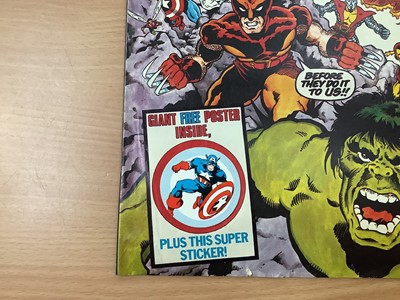 BEFORE
THEY DO IT
TO US!!
GIANT FREE POSTER
INSIDE,
PLUS THIS SUPER
STICKER!